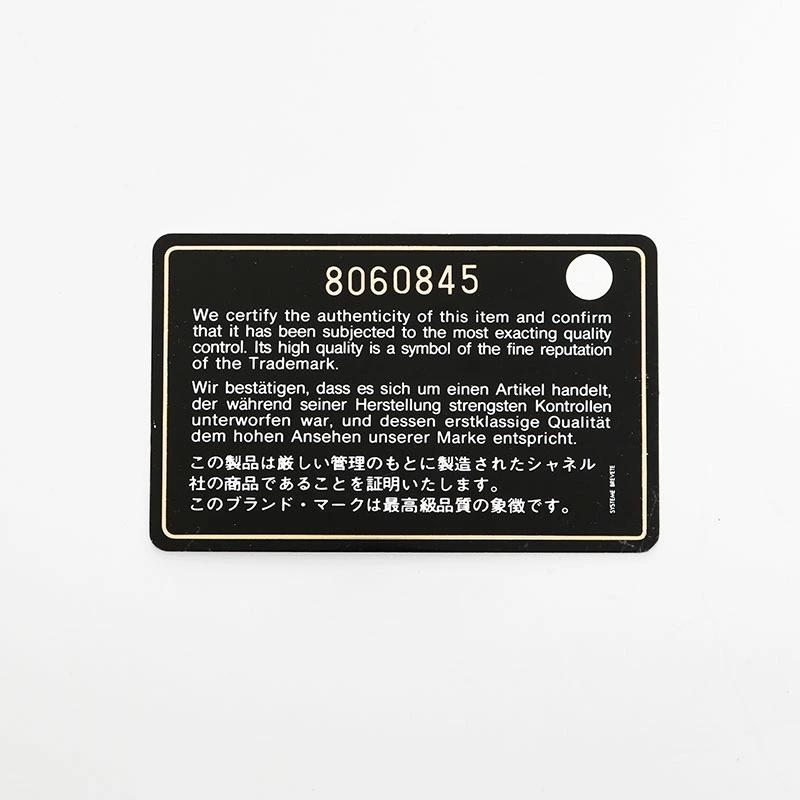 8060845
We certify the authenticity of this item and confirm
that it has been subjected to the most exacting quality
control. Its high quality is a symbol of the fine reputation
of the Trademark.
Wir bestätigen, dass es sich um einen Artikel handelt,
der während seiner Herstellung strengsten Kontrollen
unterworfen war, und dessen erstklassige Qualität
dem hohen Ansehen unserer Marke entspricht.
この製品は厳しい管理のもとに製造されたシャネル
社の商品であることを証明いたします。
このブランド・マークは最高級品質の象徴です。
SYSTEME BREVETE